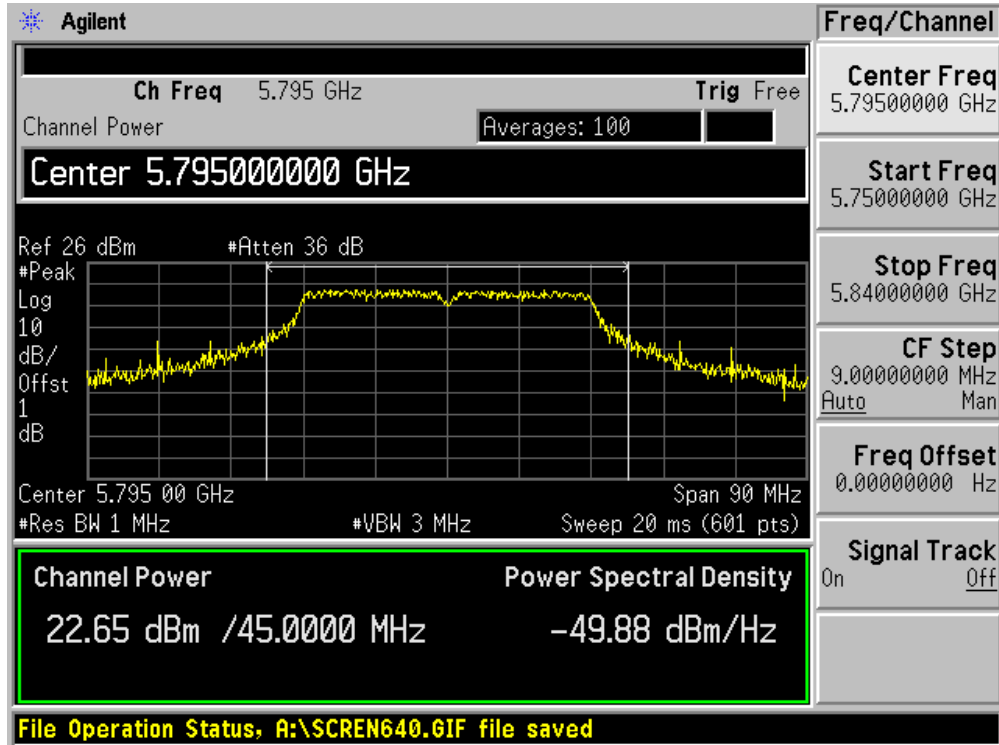 Agilent
Freq/Channel
Ch Freq 5.795 GHz Trig Free
Channel Power Averages: 100
Center 5.795000000 GHz
Ref 26 dBm #Atten 36 dB
#Peak
Log
10
dB/
Offst
1
dB
Center 5.795 00 GHz Span 90 MHz
#Res BW 1 MHz #VBW 3 MHz Sweep 20 ms (601 pts)
Channel Power Power Spectral Density
22.65 dBm /45.0000 MHz -49.88 dBm/Hz
File Operation Status, A:\SCREN640.GIF file saved
Center Freq
5.79500000 GHz
Start Freq
5.75000000 GHz
Stop Freq
5.84000000 GHz
CF Step
9.00000000 MHz
Auto Man
Freq Offset
0.00000000 Hz
Signal Track
On Off